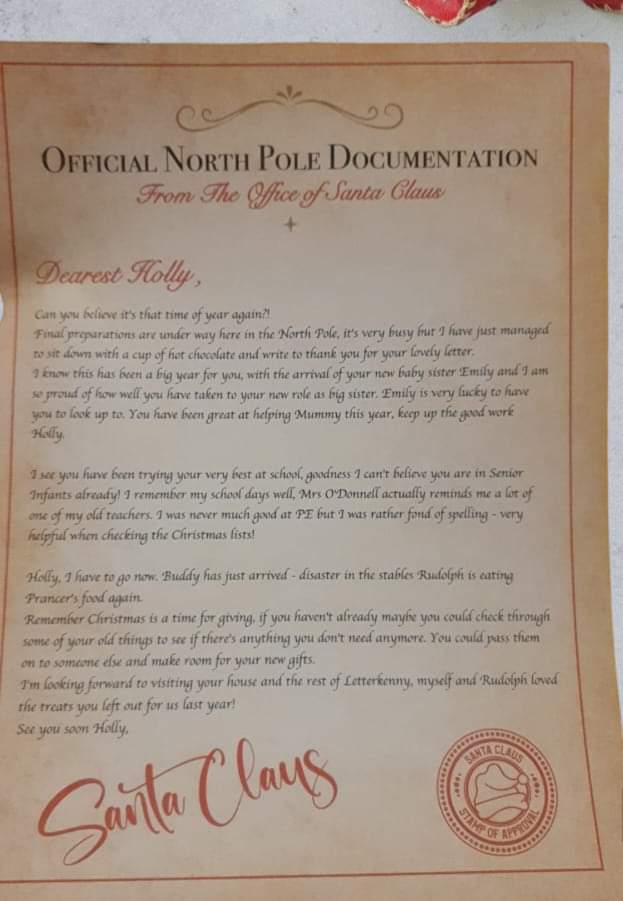 OFFICIAL NORTH POLE DOCUMENTATION
From The Office of Santa Claus
Dearest Holly,
Can you believe it's that time of year again?!
Final preparations are under way here in the North Pole, it's very busy but I have just managed
to sit down with a cup of hot chocolate and write to thank you for your lovely letter.
I know this has been a big year for you, with the arrival of your new baby sister Emily and I am
so proud of how well you have taken to your new role as big sister. Emily is very lucky to have
you to look up to. You have been great at helping Mummy this year, keep up the good work
Holly.
I see you have been trying your very best at school, goodness I can't believe you are in Senior
Infants already! I remember my school days well, Mrs O'Donnell actually reminds me a lot of
one of my old teachers. I was never much good at PE but I was rather fond of spelling - very
helpful when checking the Christmas lists!
Holly, I have to go now. Buddy has just arrived - disaster in the stables Rudolph is eating
Prancer's food again.
Remember Christmas is a time for giving, if you haven't already maybe you could check through
some of your old things to see if there's anything you don't need anymore. You could pass them
on to someone else and make room for your new gifts.
I'm looking forward to visiting your house and the rest of Letterkenny, myself and Rudolph loved
the treats you left out for us last year!
See you soon Holly,
Santa Claus
SANTA CLAUS
STAMP OF APPROVAL